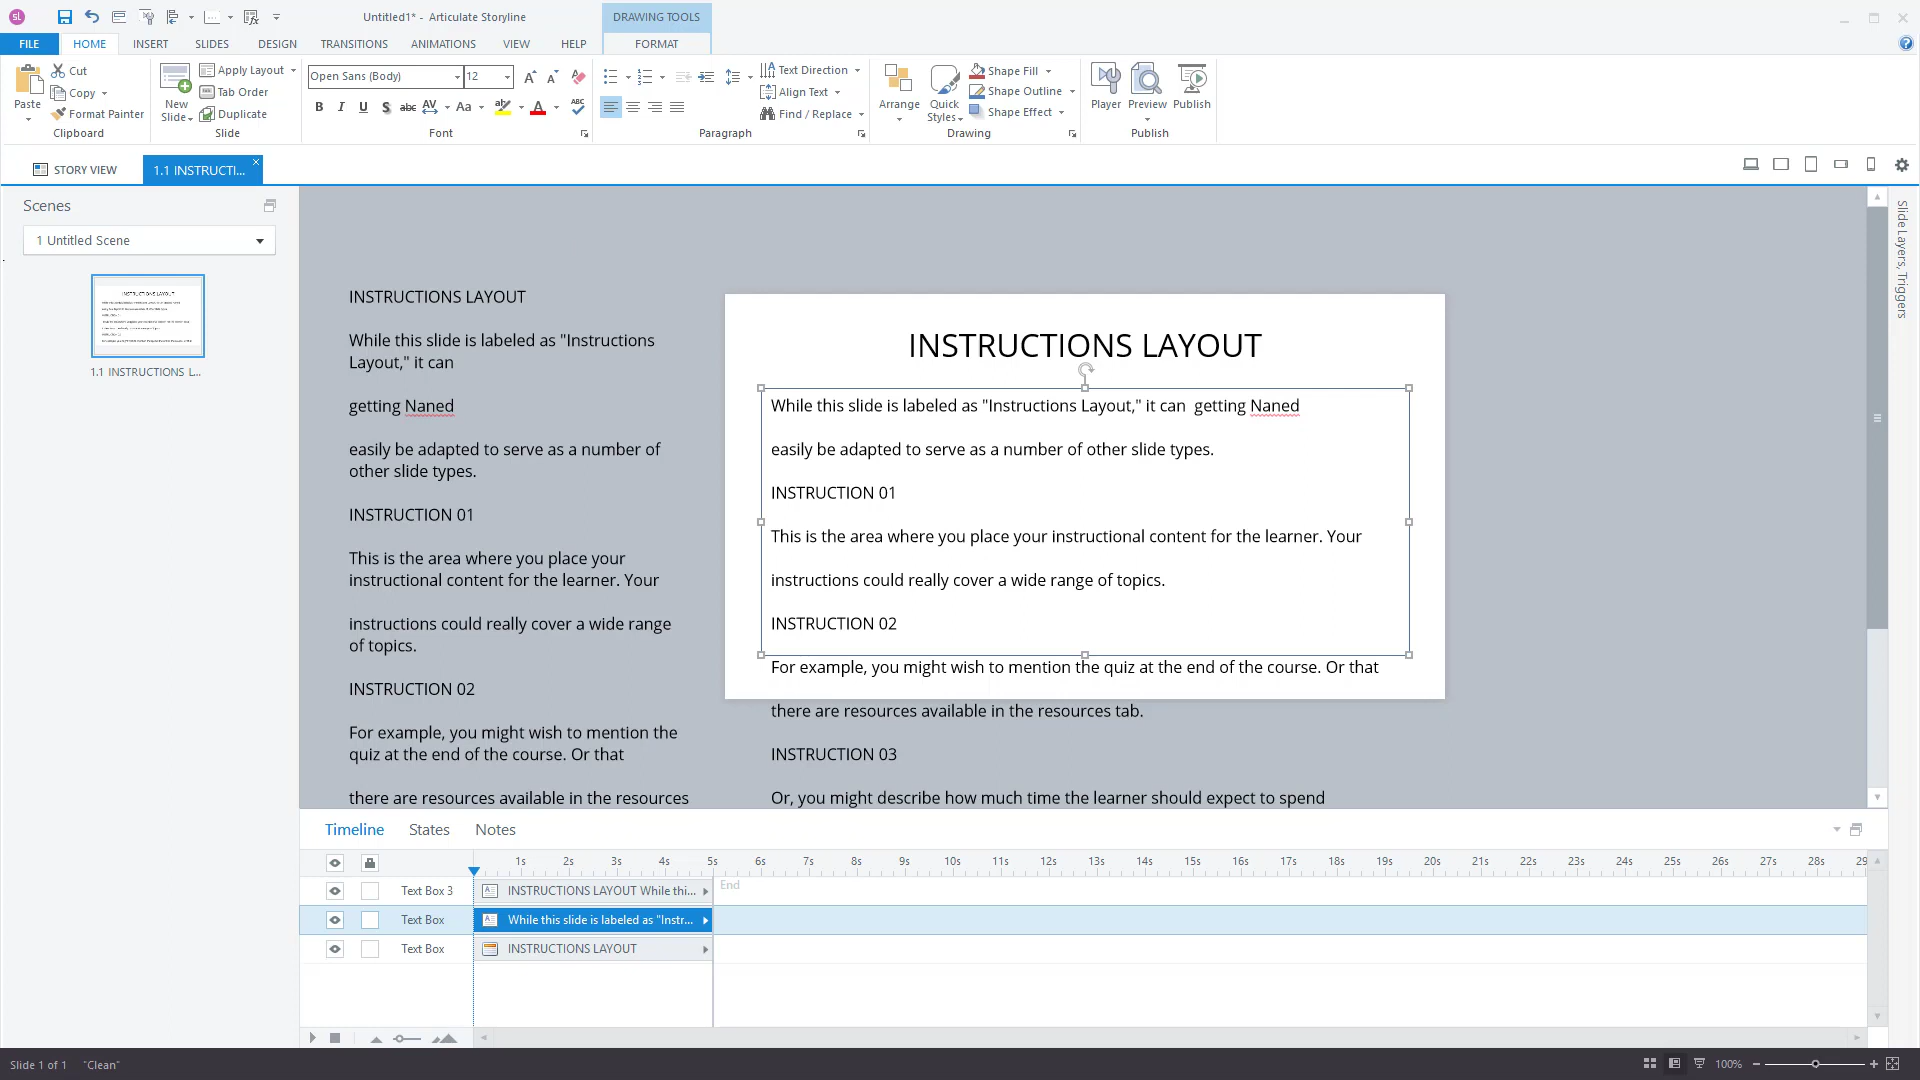 sl
Untitled1* - Articulate Storyline
DRAWING TOOLS
FILE
HOME
INSERT
SLIDES
DESIGN
TRANSITIONS
ANIMATIONS
VIEW
HELP
FORMAT
Paste
Cut
Copy
Format Painter
Clipboard
New
Slide
Apply Layout
Tab Order
Duplicate
Slide
Open Sans (Body)
12
B I U S abc AV Aa ab A ABC
Font
Text Direction
Align Text
Find / Replace
Paragraph
Arrange
Quick
Styles
Shape Fill
Shape Outline
Shape Effect
Drawing
Player
Preview
Publish
Publish
STORY VIEW
1.1 INSTRUCTI...
Scenes
1 Untitled Scene
1.1 INSTRUCTIONS L...
INSTRUCTIONS LAYOUT
While this slide is labeled as "Instructions
Layout," it can
getting Naned
easily be adapted to serve as a number of
other slide types.
INSTRUCTION 01
This is the area where you place your
instructional content for the learner. Your
instructions could really cover a wide range
of topics.
INSTRUCTION 02
For example, you might wish to mention the
quiz at the end of the course. Or that
there are resources available in the resources
INSTRUCTIONS LAYOUT
While this slide is labeled as "Instructions Layout," it can  getting Naned
easily be adapted to serve as a number of other slide types.
INSTRUCTION 01
This is the area where you place your instructional content for the learner. Your
instructions could really cover a wide range of topics.
INSTRUCTION 02
For example, you might wish to mention the quiz at the end of the course. Or that
there are resources available in the resources tab.
INSTRUCTION 03
Or, you might describe how much time the learner should expect to spend
Slide Layers, Triggers
Timeline
States
Notes
1s 2s 3s 4s 5s 6s 7s 8s 9s 10s 11s 12s 13s 14s 15s 16s 17s 18s 19s 20s 21s 22s 23s 24s 25s 26s 27s 28s 29
Text Box 3
INSTRUCTIONS LAYOUT While thi...
End
Text Box
While this slide is labeled as "Instr...
Text Box
INSTRUCTIONS LAYOUT
Slide 1 of 1
"Clean"
100%